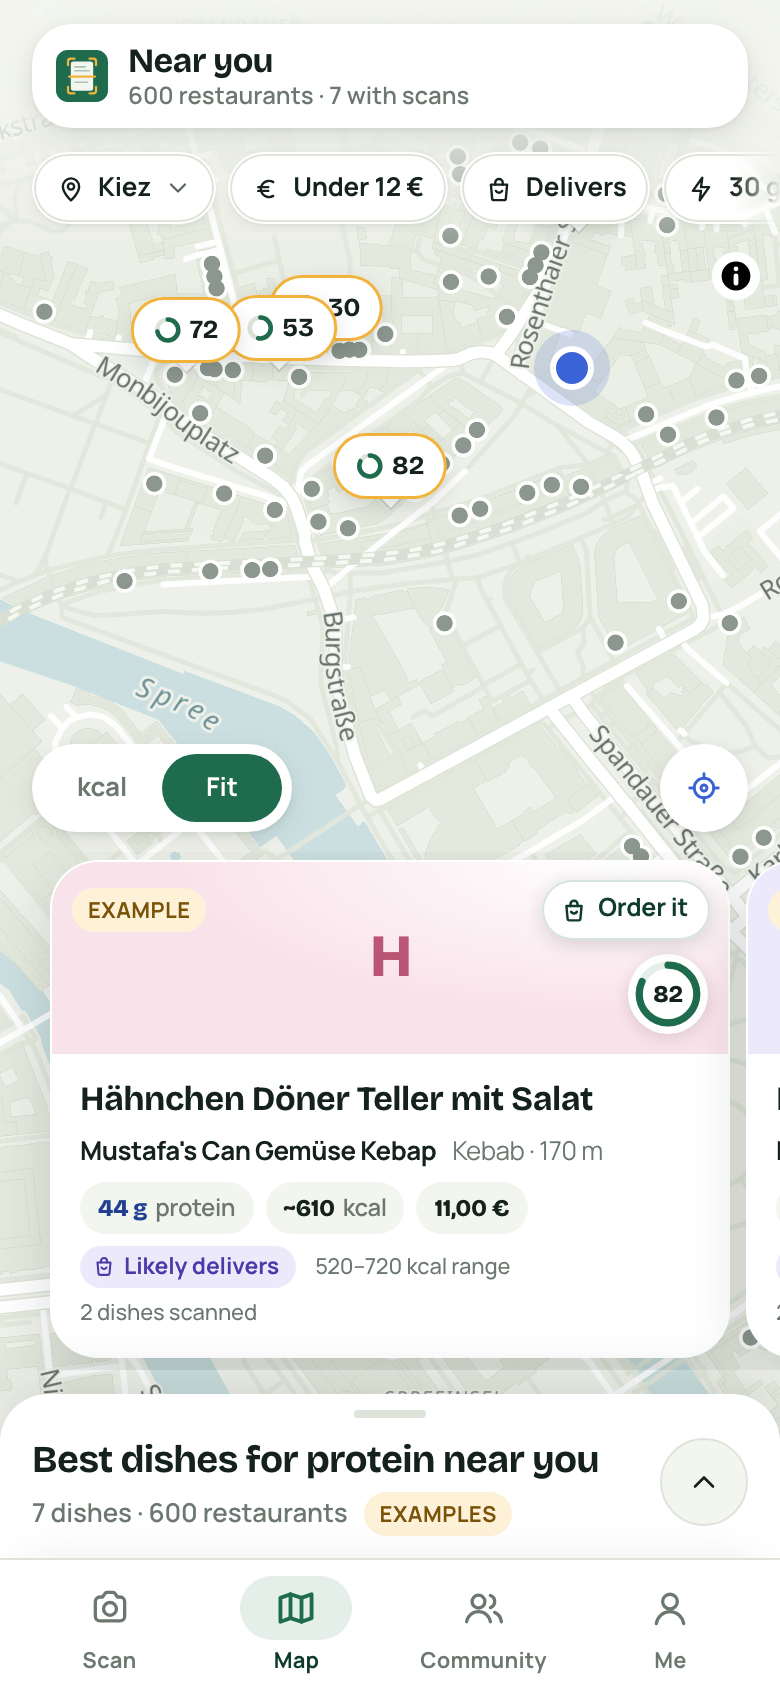 Near you
600 restaurants · 7 with scans
Kiez
€ Under 12 €
Delivers
30 g
Rosenthaler
30
72
53
Monbijouplatz
82
Burgstraße
Spree
kcal
Fit
Spandauer Straße
EXAMPLE
Order it
H
82
Hähnchen Döner Teller mit Salat
Mustafa's Can Gemüse Kebap Kebab · 170 m
44 g protein
~610 kcal
11,00 €
Likely delivers
520–720 kcal range
2 dishes scanned
Best dishes for protein near you
7 dishes · 600 restaurants EXAMPLES
Scan
Map
Community
Me